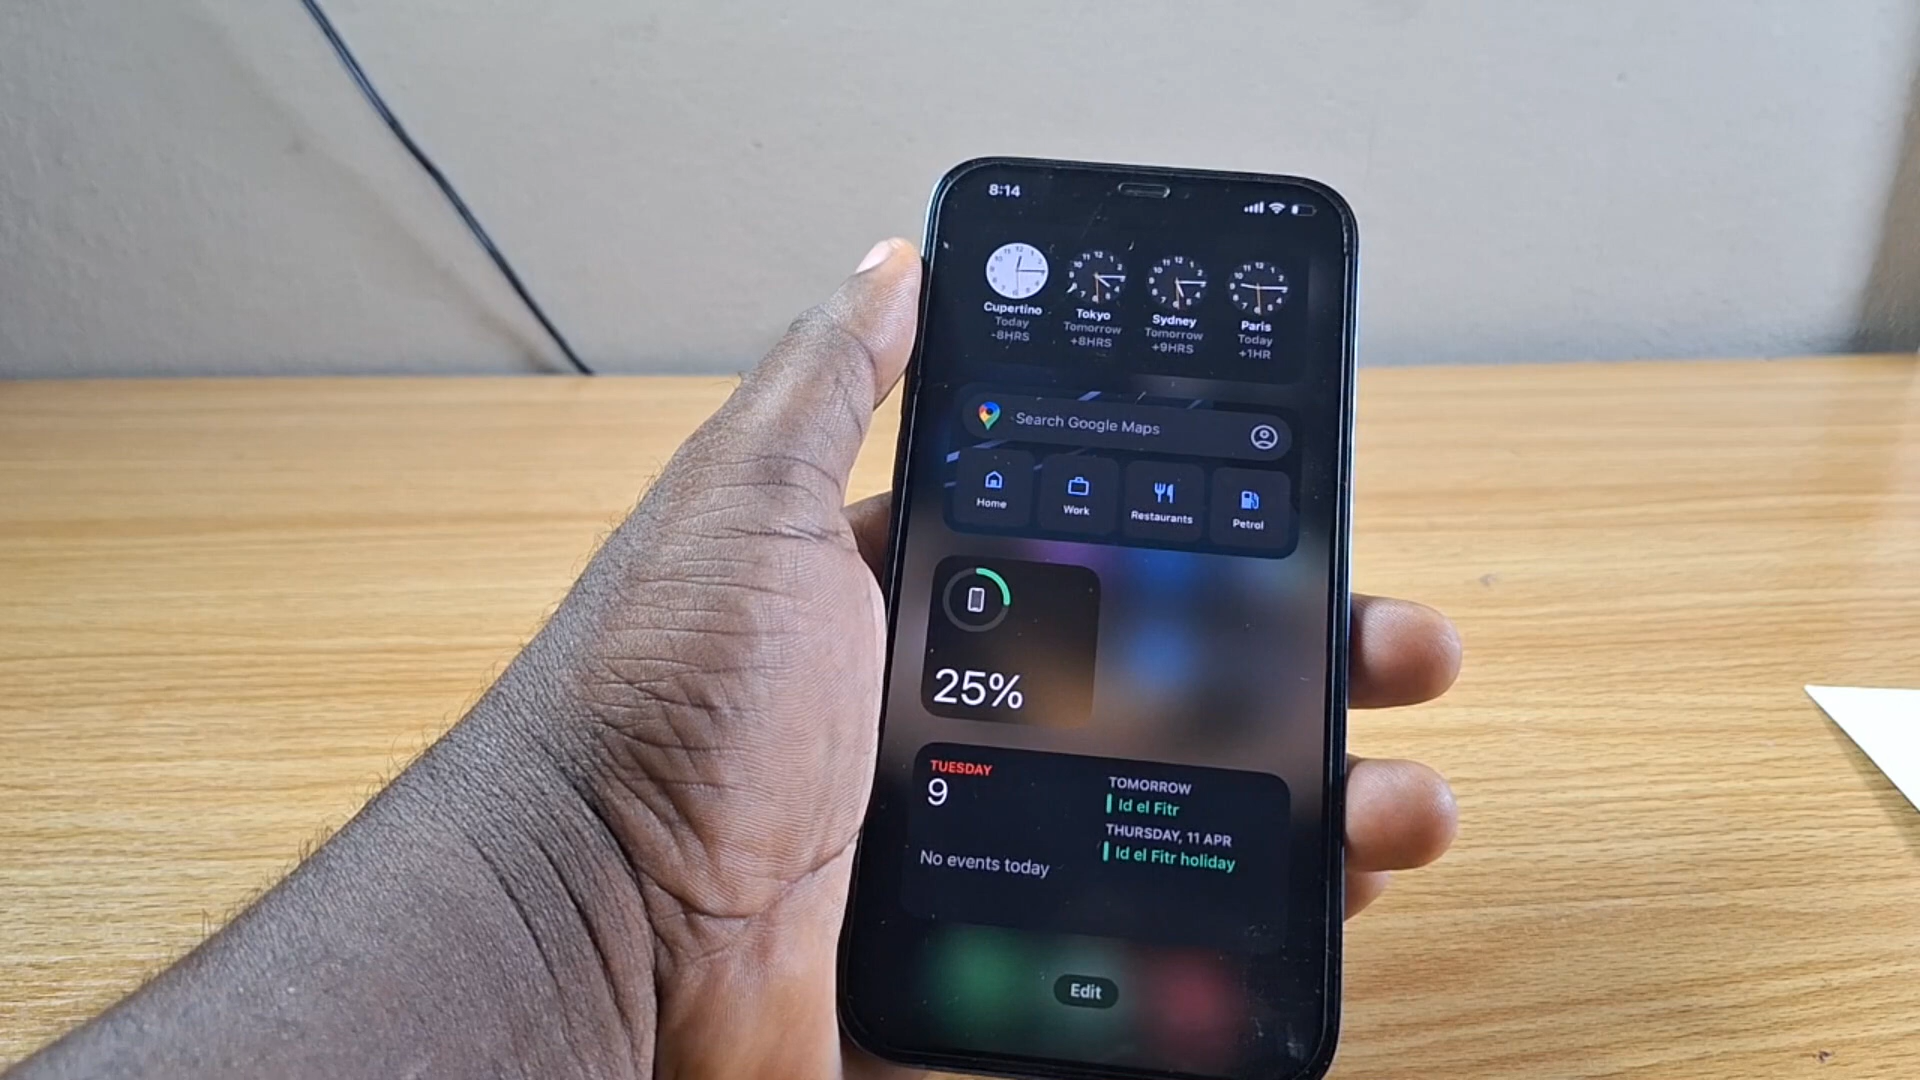 8:14
Cupertino
Today
-8HRS
Tokyo
Tomorrow
+8HRS
Sydney
Tomorrow
+9HRS
Paris
Today
+1HR
Search Google Maps
Home
Work
Restaurants
Petrol
25%
TUESDAY
9
No events today
TOMORROW
Id el Fitr
THURSDAY, 11 APR
Id el Fitr holiday
Edit